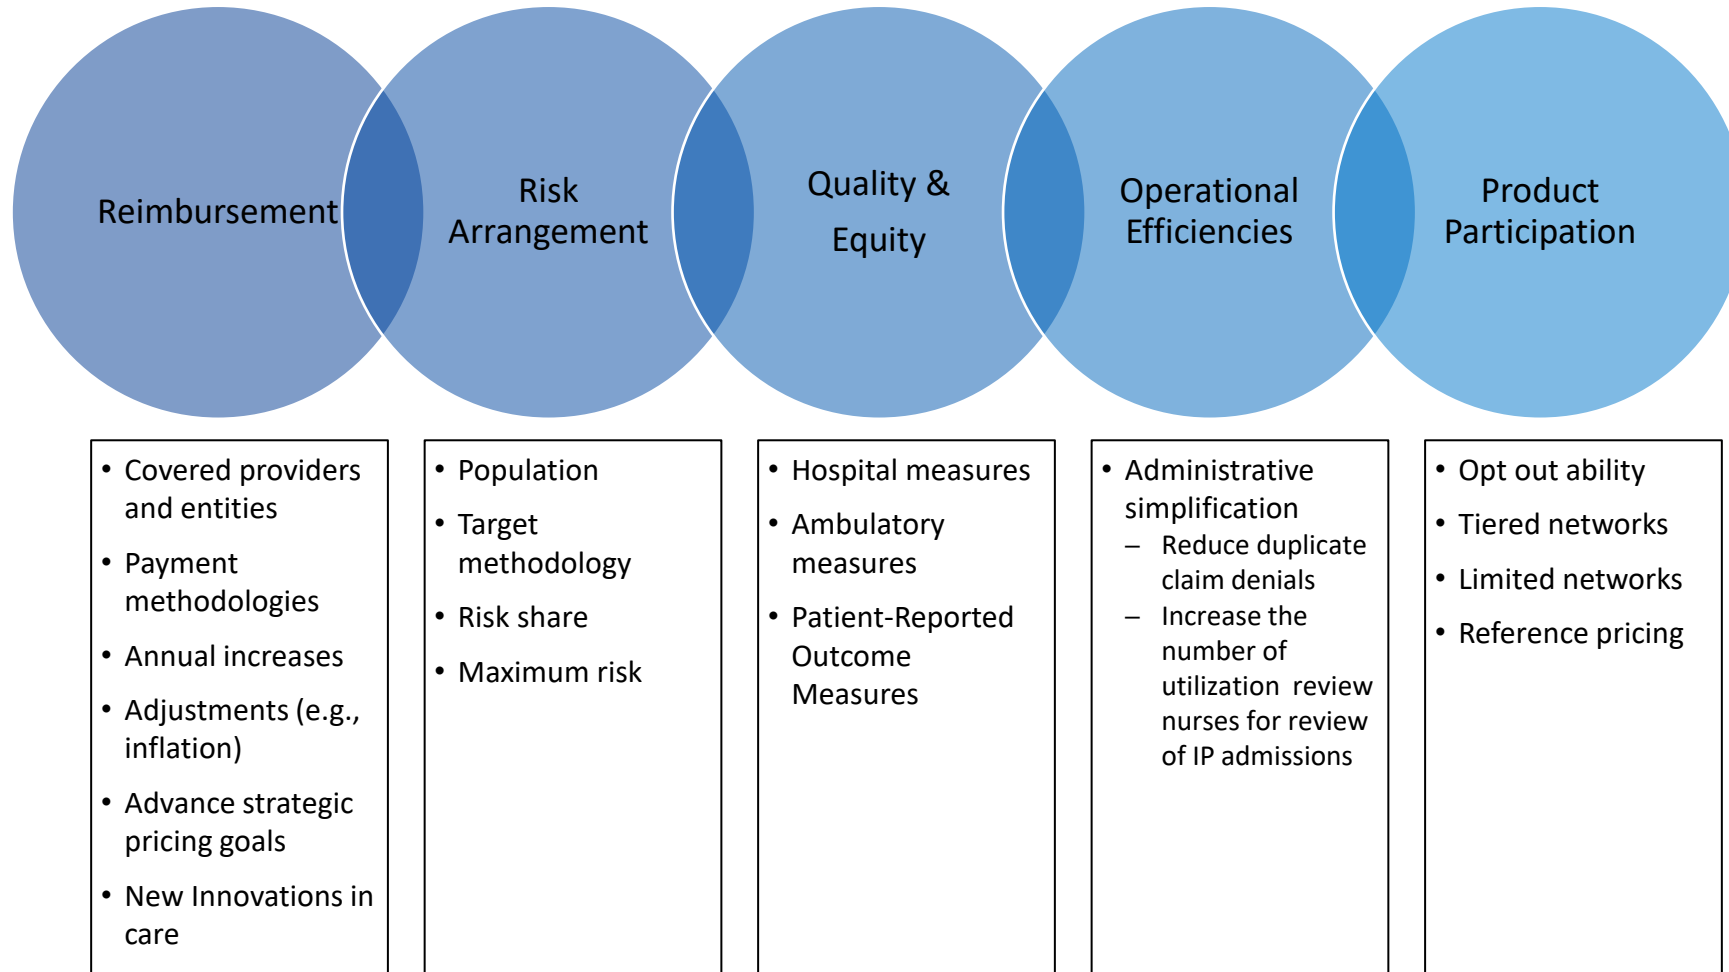 Reimbursement
Risk
Arrangement
Quality &
Equity
Operational
Efficiencies
Product
Participation
• Covered providers
and entities
• Payment
methodologies
• Annual increases
• Adjustments (e.g.,
inflation)
• Advance strategic
pricing goals
• New Innovations in
care
• Population
• Target
methodology
• Risk share
• Maximum risk
• Hospital measures
• Ambulatory
measures
• Patient-Reported
Outcome
Measures
• Administrative
simplification
– Reduce duplicate
claim denials
– Increase the
number of
utilization review
nurses for review
of IP admissions
• Opt out ability
• Tiered networks
• Limited networks
• Reference pricing